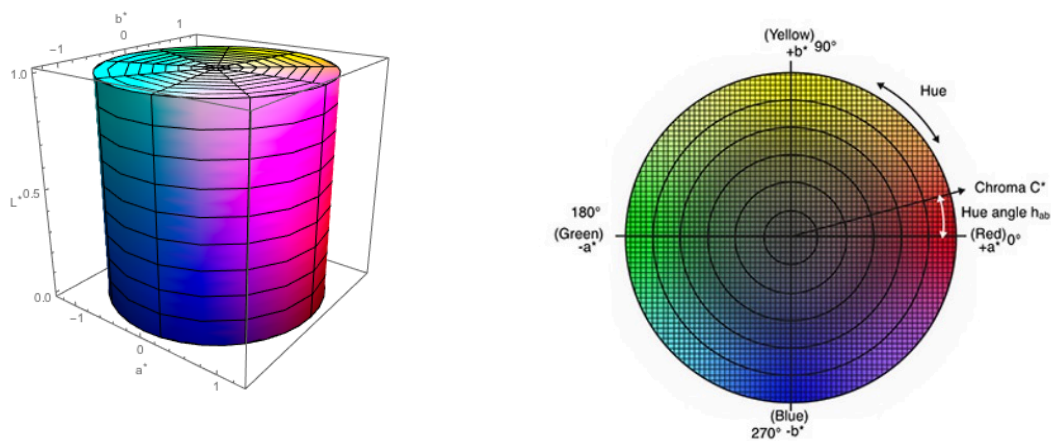 b*
-1
0
1
1.0
0.5
L*
0.0
-1
0
a*
1
(Yellow)
+b* 90°
Hue
Chroma C*
Hue angle hab
180°
(Green)
-a*
(Red) 0°
+a*
(Blue)
270° -b*